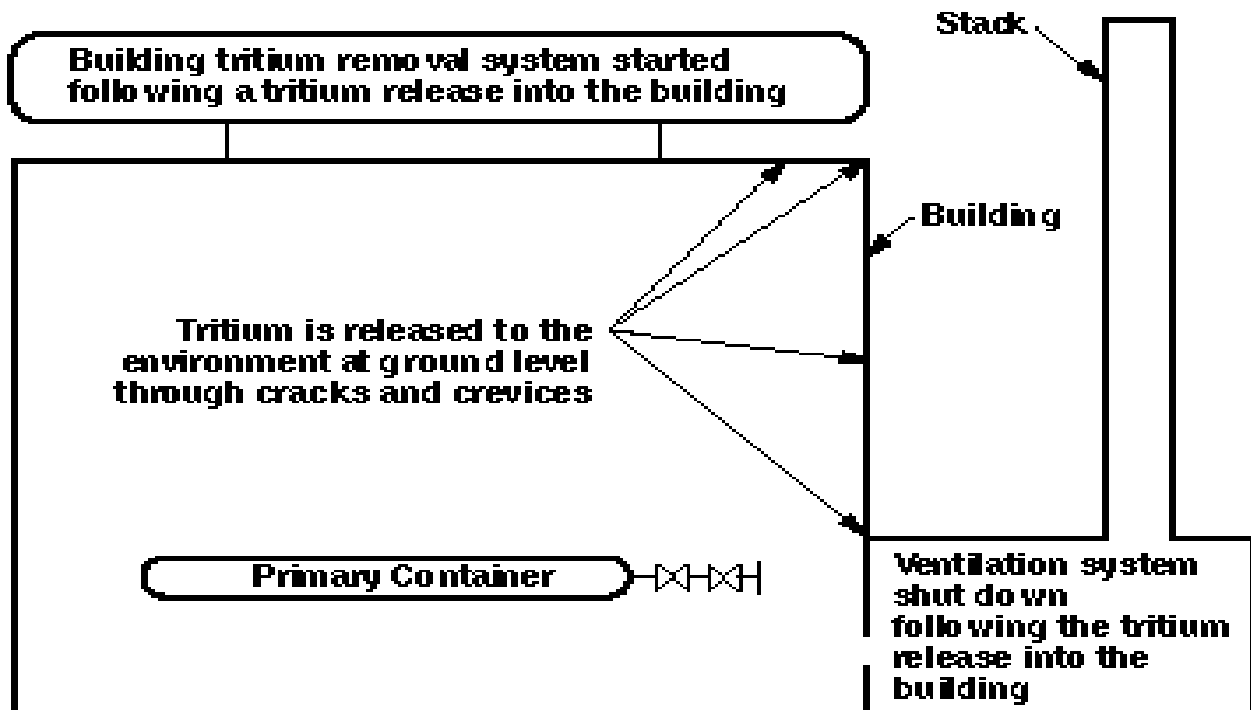 Building tritium removal system started
following a tritium release into the building
Stack
Building
Tritium is released to the
environment at ground level
through cracks and crevices
Primary Container
Ventilation system
shut down
following the tritium
release into the
building